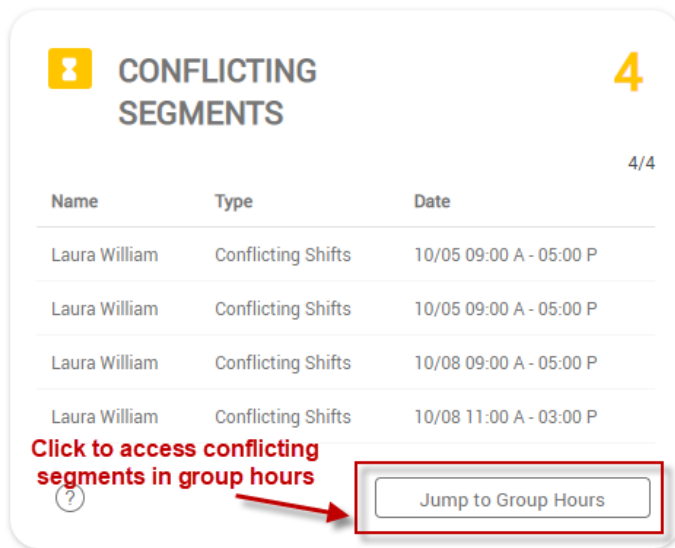 CONFLICTING
SEGMENTS
4
4/4
Name Type Date
Laura William Conflicting Shifts 10/05 09:00 A - 05:00 P
Laura William Conflicting Shifts 10/05 09:00 A - 05:00 P
Laura William Conflicting Shifts 10/08 09:00 A - 05:00 P
Laura William Conflicting Shifts 10/08 11:00 A - 03:00 P
Click to access conflicting
segments in group hours
?
Jump to Group Hours